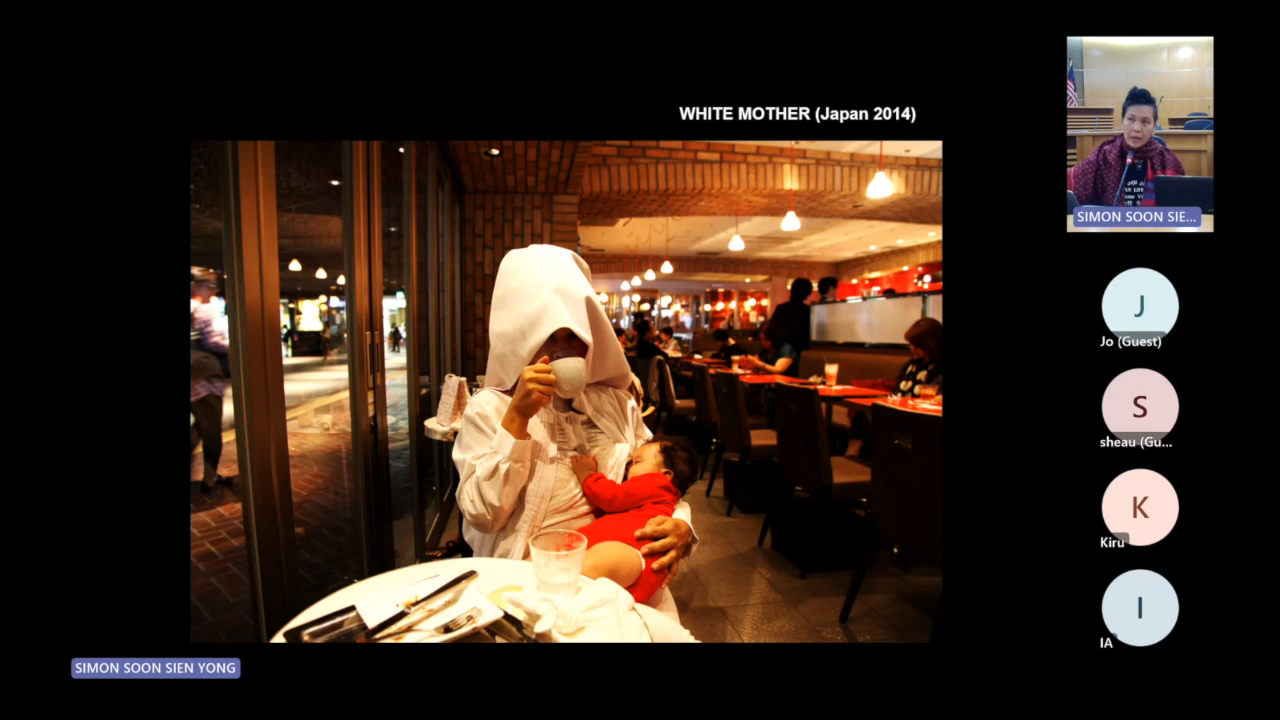 WHITE MOTHER (Japan 2014)
SIMON SOON SIE...
J
Jo (Guest)
S
sheau (Gu...
K
Kiru
I
IA
SIMON SOON SIEN YONG